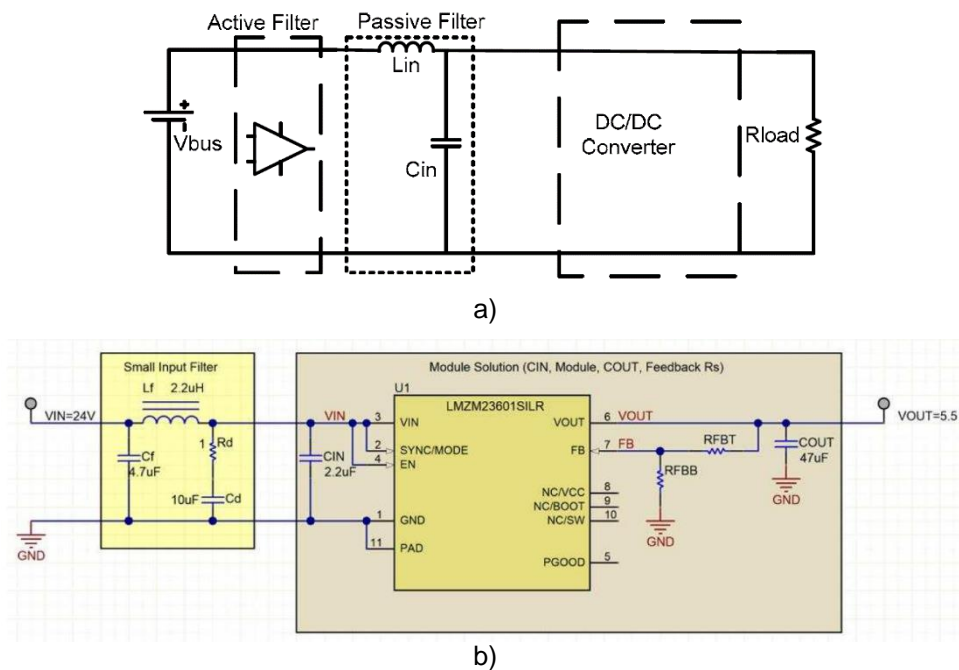 Active Filter
Passive Filter
Lin
+
Vbus
Cin
DC/DC
Converter
Rload
a)
Small Input Filter
Lf 2.2uH
VIN=24V
Cf
4.7uF
1 Rd
10uF Cd
GND
Module Solution (CIN, Module, COUT, Feedback Rs)
U1
LMZM23601SILR
VIN 3 VIN
VOUT 6 VOUT
VOUT=5.5
2 SYNC/MODE
4 EN
FB 7 FB
RFBT
RFBB
CIN
2.2uF
COUT
47uF
GND
GND
NC/VCC 8
NC/BOOT 9
NC/SW 10
1 GND
11 PAD
PGOOD 5
b)